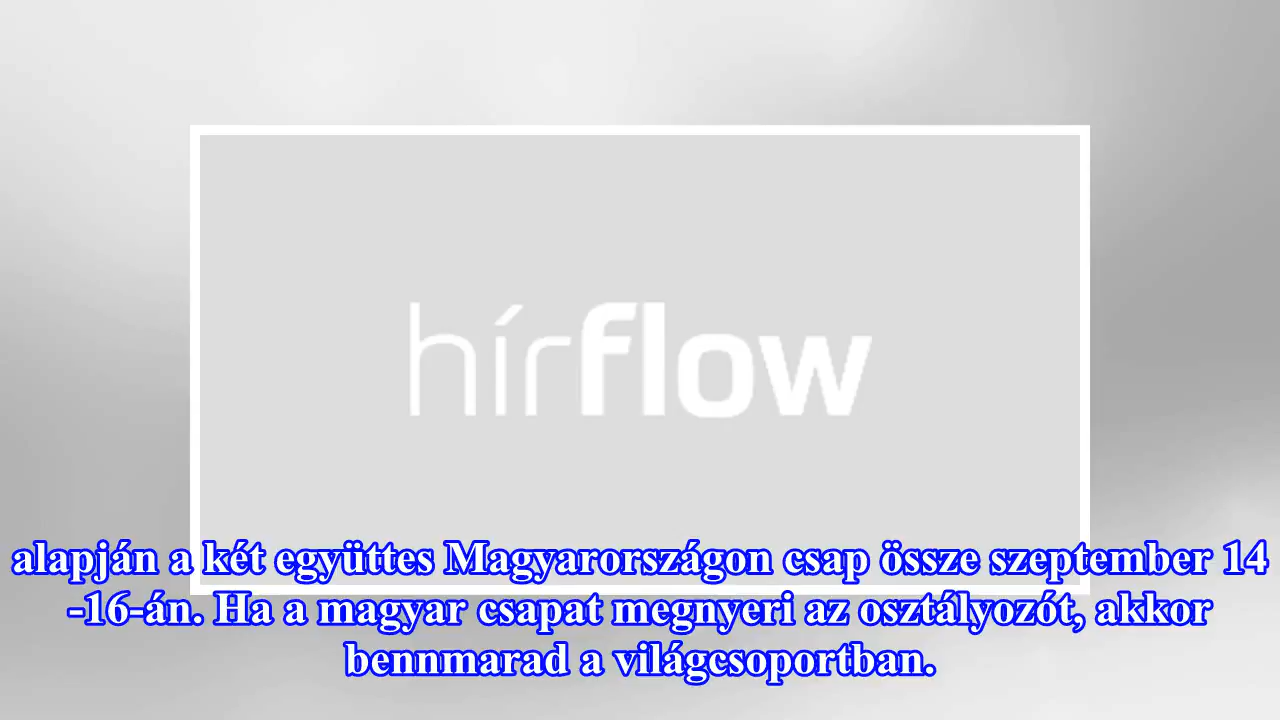 hírflow
alapján a két együttes Magyarországon csap össze szeptember 14
-16-án. Ha a magyar csapat megnyeri az osztályozót, akkor
bennmarad a világcsoportban.